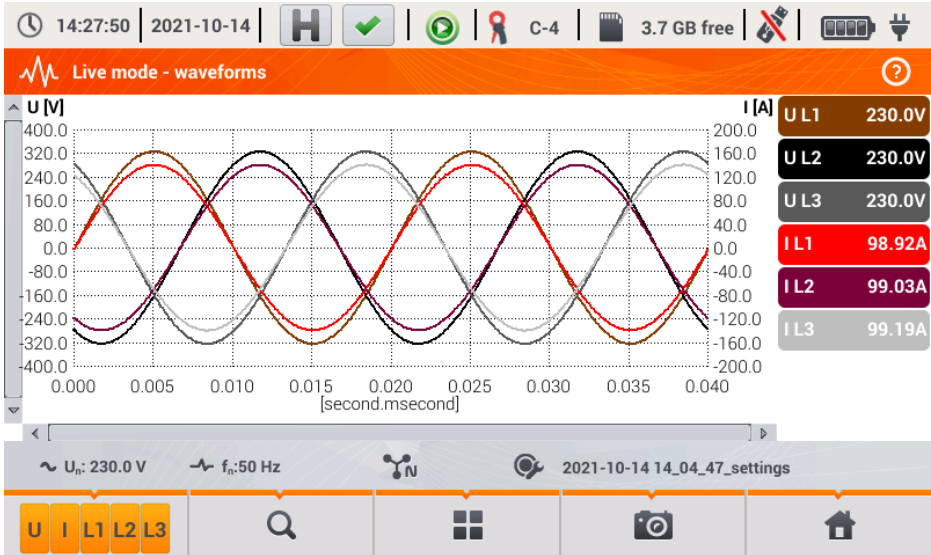 14:27:50 2021-10-14 H C-4 3.7 GB free
Live mode - waveforms ?
U [V] I [A]
400.0 200.0
320.0 160.0
240.0 120.0
160.0 80.0
80.0 40.0
0.0 0.0
-80.0 -40.0
-160.0 -80.0
-240.0 -120.0
-320.0 -160.0
-400.0 -200.0
0.000 0.005 0.010 0.015 0.020 0.025 0.030 0.035 0.040
[second.msecond]
U L1 230.0V
U L2 230.0V
U L3 230.0V
I L1 98.92A
I L2 99.03A
I L3 99.19A
Uₙ: 230.0 V fₙ:50 Hz N 2021-10-14 14_04_47_settings
U I L1 L2 L3